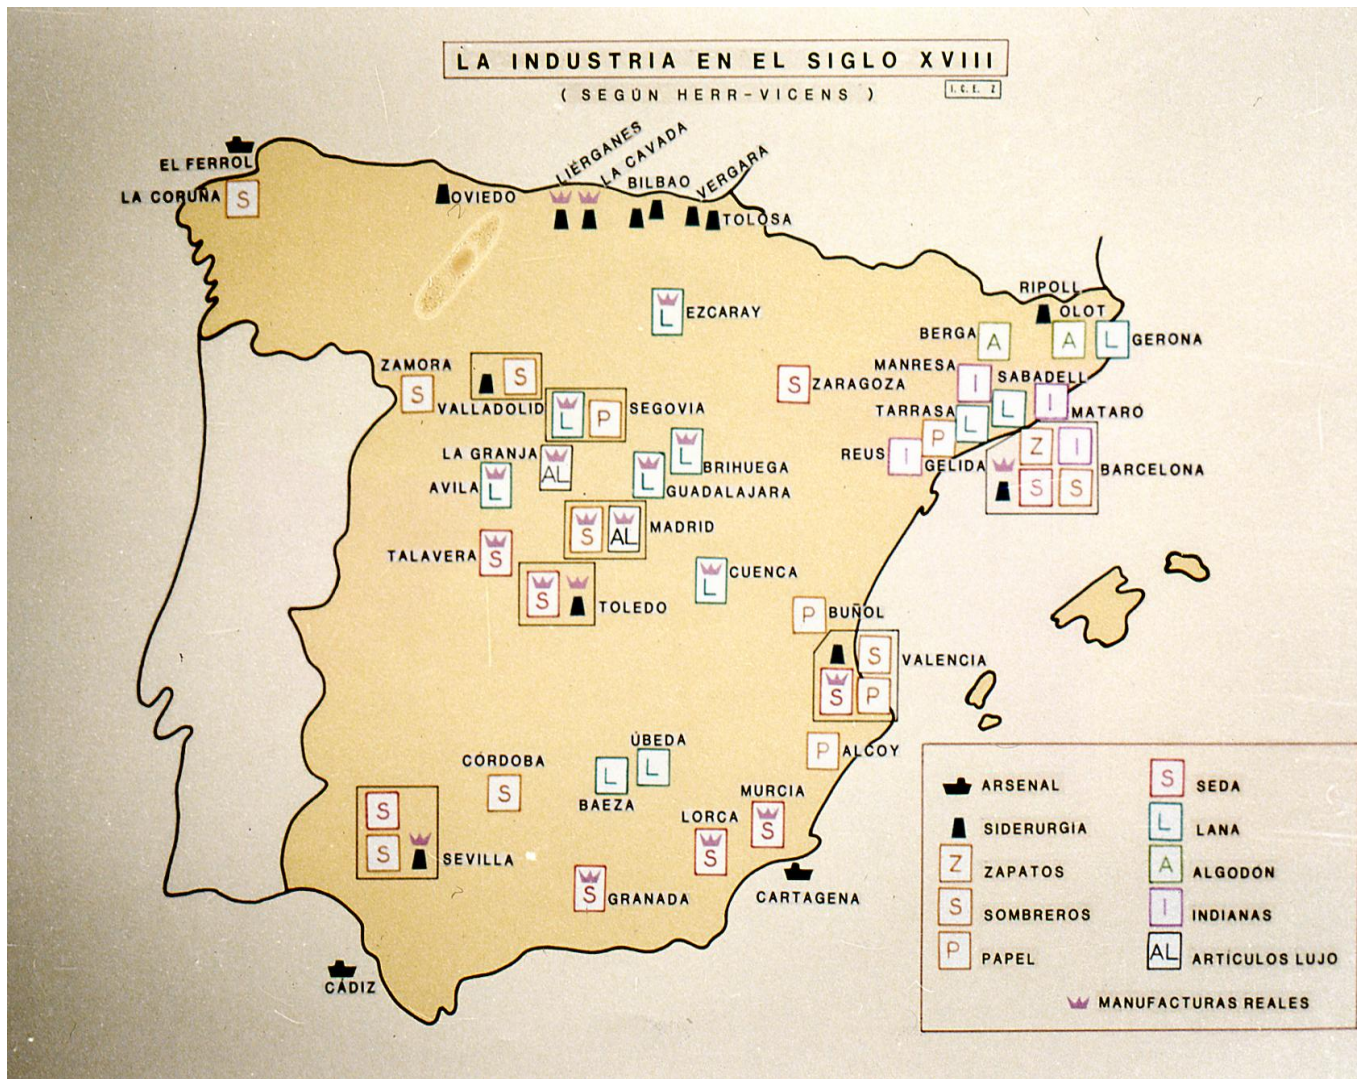 LA INDUSTRIA EN EL SIGLO XVIII
( SEGÚN HERR-VICENS )
I.C.E. Z
EL FERROL
LA CORUÑA
S
OVIEDO
LIÉRGANES
LA CAVADA
BILBAO
VERGARA
TOLOSA
L
EZCARAY
RIPOLL
OLOT
BERGA
A
A
L
GERONA
ZAMORA
S
S
VALLADOLID
L
P
SEGOVIA
S
ZARAGOZA
MANRESA
I
SABADELL
L
I
MATARÓ
TARRASA
L
REUS
I
P
GELIDA
Z
I
S
S
BARCELONA
LA GRANJA
AL
AVILA
L
L
BRIHUEGA
L
GUADALAJARA
S
AL
MADRID
TALAVERA
S
S
TOLEDO
L
CUENCA
P
BUÑOL
S
S
P
VALENCIA
P
ALCOY
CÓRDOBA
S
ÚBEDA
L
L
BAEZA
MURCIA
S
LORCA
S
S
S
SEVILLA
S
GRANADA
CARTAGENA
CÁDIZ
ARSENAL
SIDERURGIA
Z ZAPATOS
S SOMBREROS
P PAPEL
S SEDA
L LANA
A ALGODÓN
I INDIANAS
AL ARTÍCULOS LUJO
MANUFACTURAS REALES